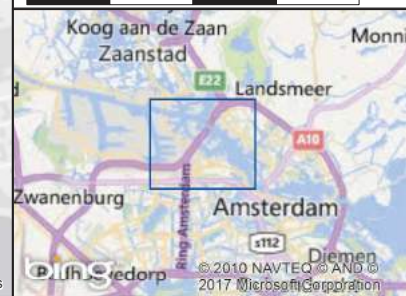 Koog aan de Zaan
Zaanstad
Monni
E22
Landsmeer
A10
Ring Amsterdam
Zwanenburg
Amsterdam
s112
Diemen
P
bing
© 2010 NAVTEQ © AND ©
2017 Microsoft Corporation
s